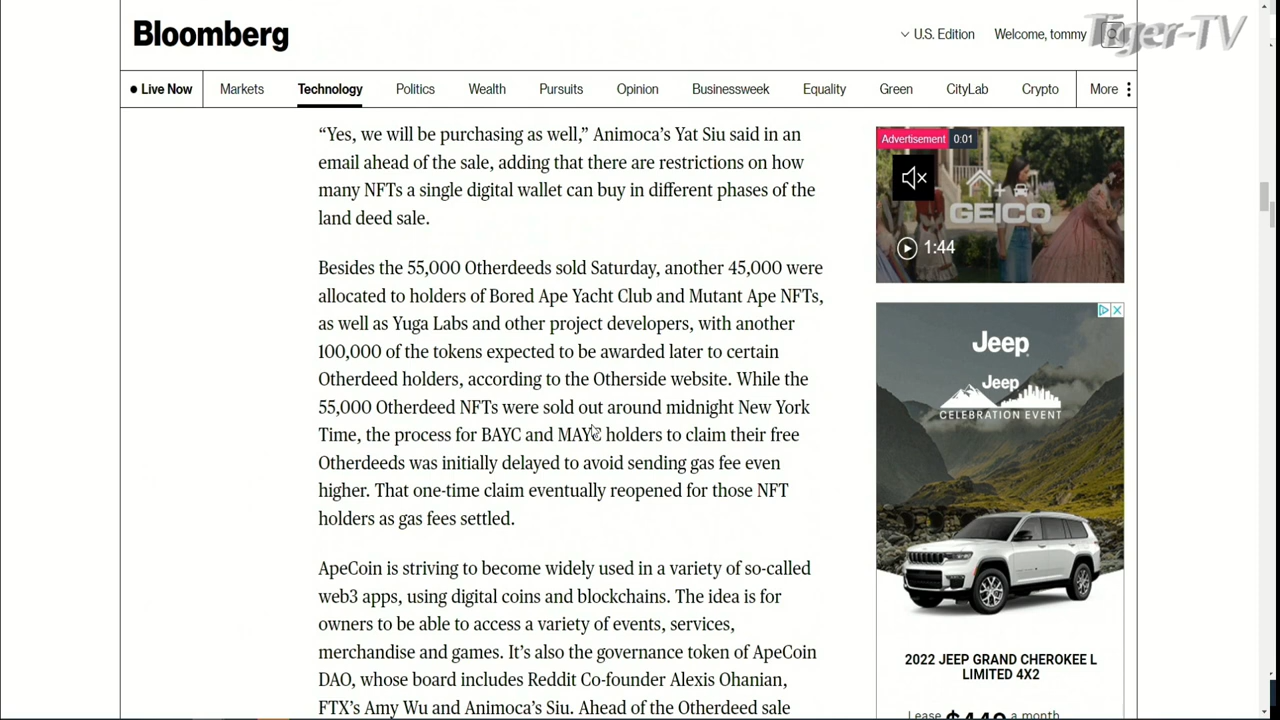 Bloomberg
U.S. Edition
Welcome, tommy
Tiger-TV
Live Now
Markets
Technology
Politics
Wealth
Pursuits
Opinion
Businessweek
Equality
Green
CityLab
Crypto
More
“Yes, we will be purchasing as well,” Animoca’s Yat Siu said in an
email ahead of the sale, adding that there are restrictions on how
many NFTs a single digital wallet can buy in different phases of the
land deed sale.
Besides the 55,000 Otherdeeds sold Saturday, another 45,000 were
allocated to holders of Bored Ape Yacht Club and Mutant Ape NFTs,
as well as Yuga Labs and other project developers, with another
100,000 of the tokens expected to be awarded later to certain
Otherdeed holders, according to the Otherside website. While the
55,000 Otherdeed NFTs were sold out around midnight New York
Time, the process for BAYC and MAYC holders to claim their free
Otherdeeds was initially delayed to avoid sending gas fee even
higher. That one-time claim eventually reopened for those NFT
holders as gas fees settled.
ApeCoin is striving to become widely used in a variety of so-called
web3 apps, using digital coins and blockchains. The idea is for
owners to be able to access a variety of events, services,
merchandise and games. It’s also the governance token of ApeCoin
DAO, whose board includes Reddit Co-founder Alexis Ohanian,
FTX’s Amy Wu and Animoca’s Siu. Ahead of the Otherdeed sale
Advertisement 0:01
GEICO
1:44
Jeep
Jeep
CELEBRATION EVENT
2022 JEEP GRAND CHEROKEE L
LIMITED 4X2
Lease $449 a month